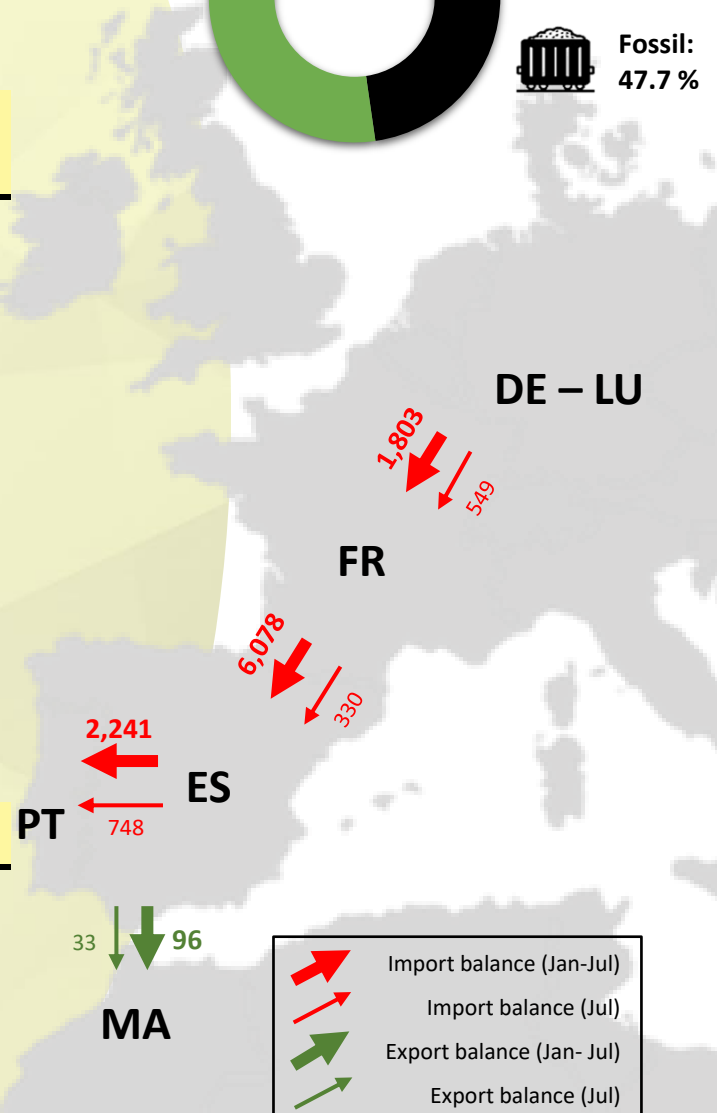 Fossil:
47.7 %
DE – LU
1,803
549
FR
6,078
330
2,241
ES
PT
748
33
96
MA
Import balance (Jan-Jul)
Import balance (Jul)
Export balance (Jan- Jul)
Export balance (Jul)